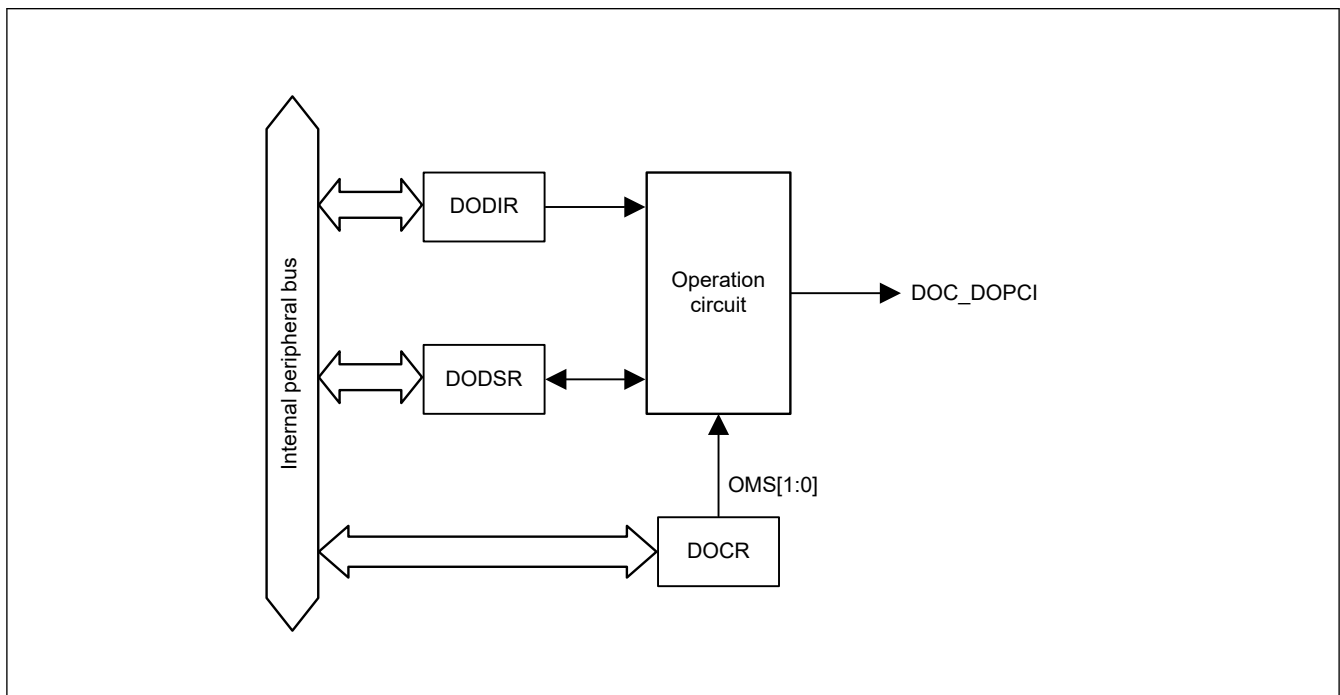 Internal peripheral bus
DODIR
Operation
circuit
DOC_DOPCI
DODSR
OMS[1:0]
DOCR